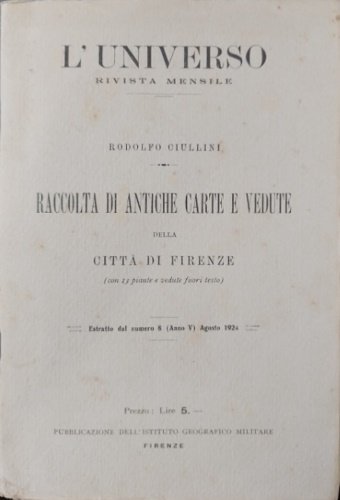 L'UNIVERSO
RIVISTA MENSILE
RODOLFO CIULLINI
RACCOLTA DI ANTICHE CARTE E VEDUTE
DELLA
CITTÀ DI FIRENZE
(con 23 piante e vedute fuori testo)
Estratto dal numero 8 (Anno V) Agosto 1924
Prezzo: Lire 5. —
PUBBLICAZIONE DELL'ISTITUTO GEOGRAFICO MILITARE
FIRENZE